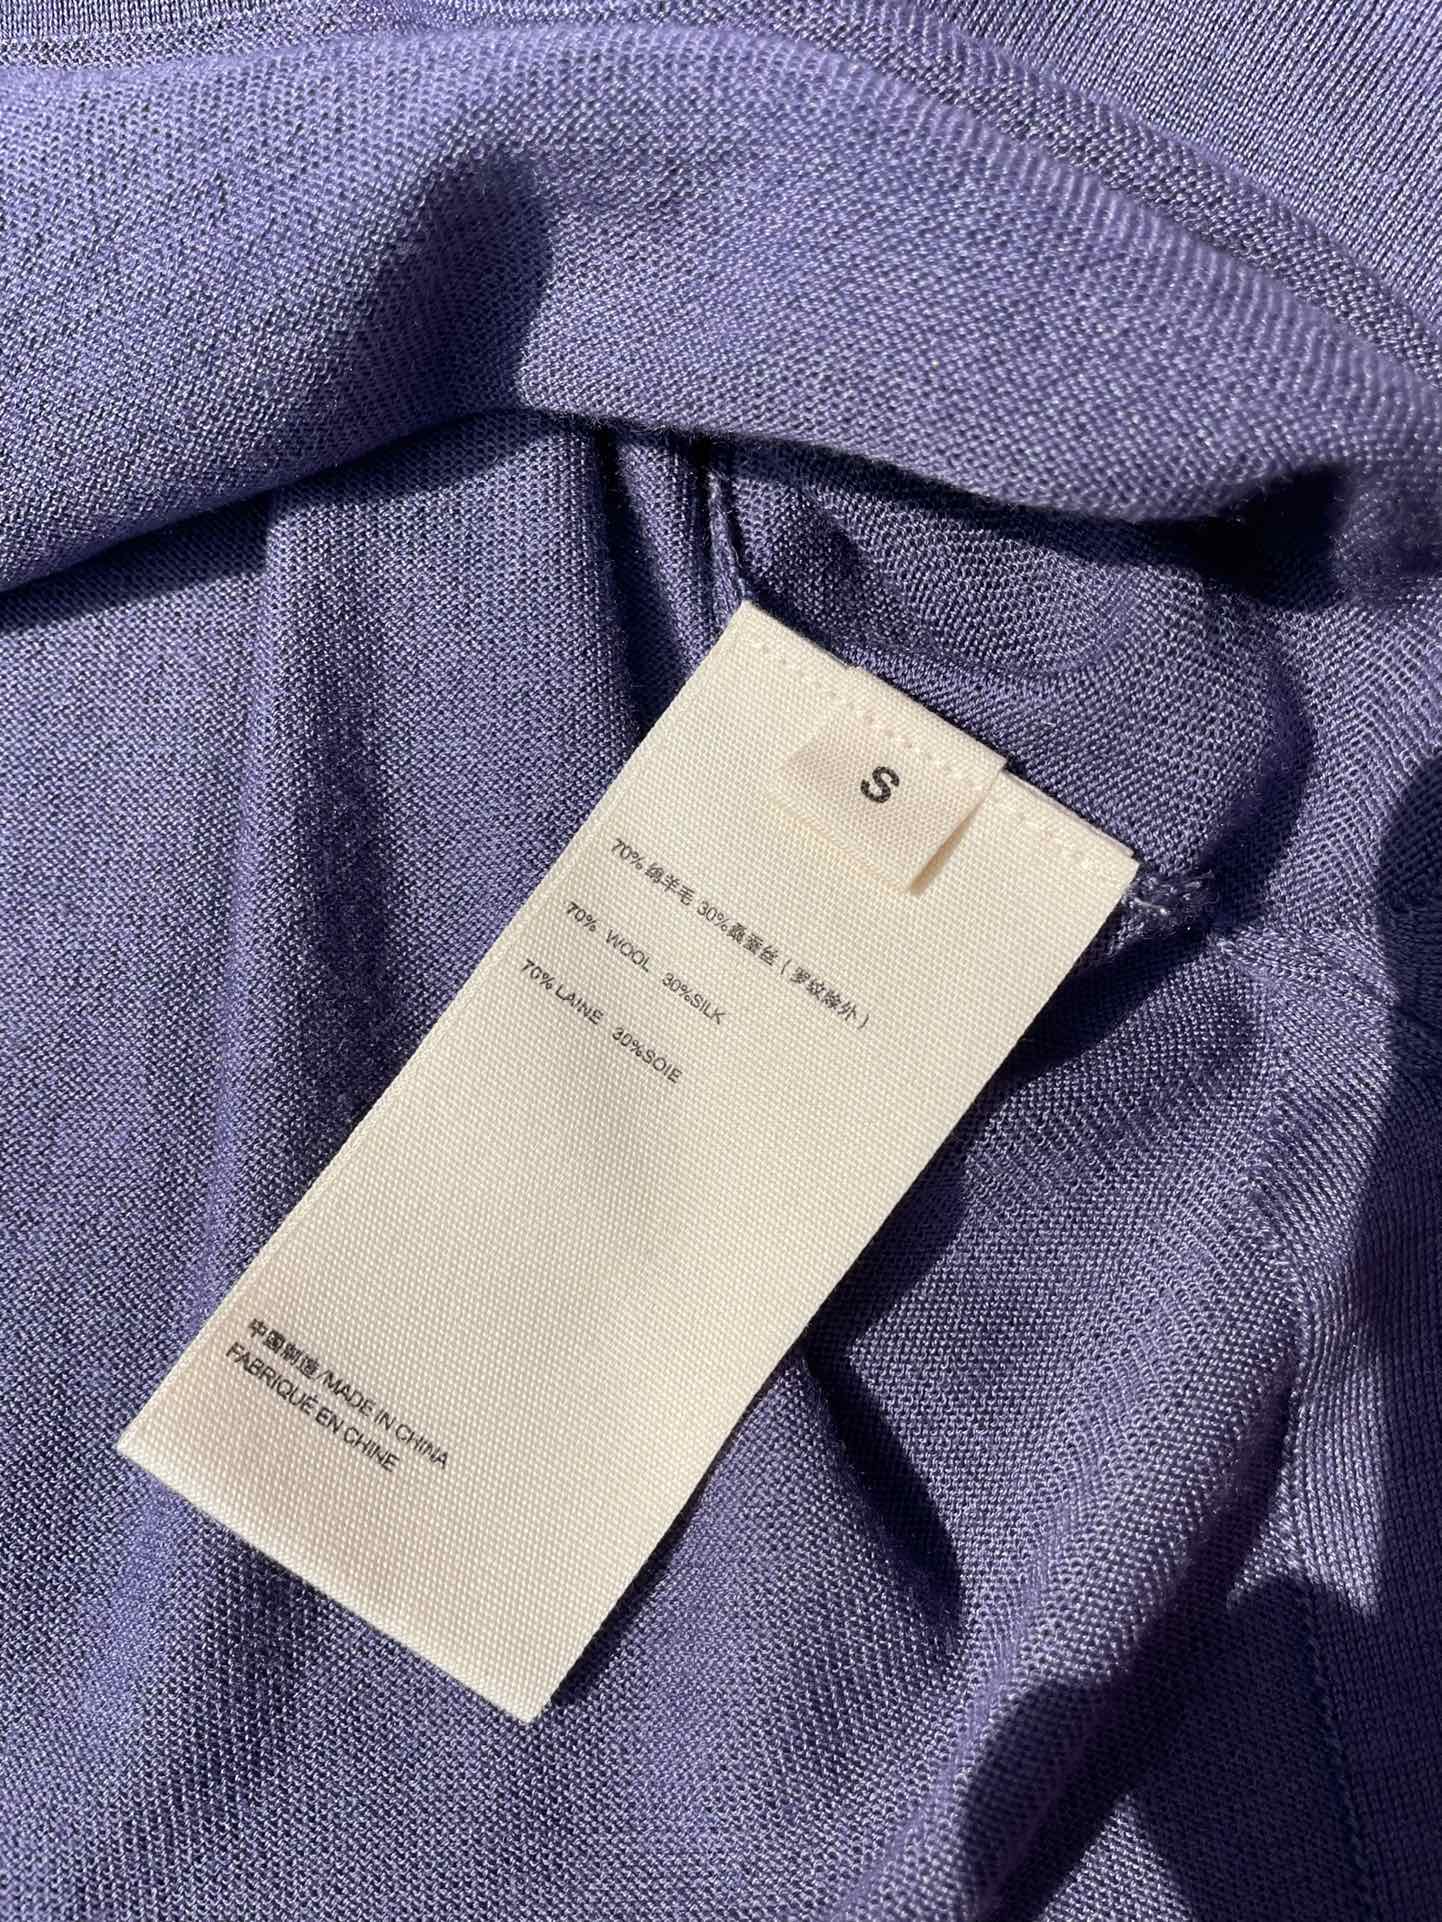 S
70% 绵羊毛 30%桑蚕丝（罗纹除外）
70% WOOL 30%SILK
70% LAINE 30%SOIE
中国制造/MADE IN CHINA
FABRIQUÉ EN CHINE